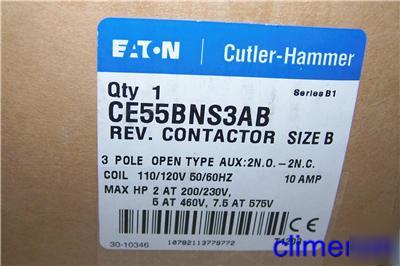 EATON Cutler-Hammer
Qty 1 Series B1
CE55BNS3AB
REV. CONTACTOR SIZE B
3 POLE OPEN TYPE AUX:2N.O.-2N.C.
COIL 110/120V 50/60HZ 10 AMP
MAX HP 2 AT 200/230V,
5 AT 460V, 7.5 AT 575V
30-10346 10782113779772
climer